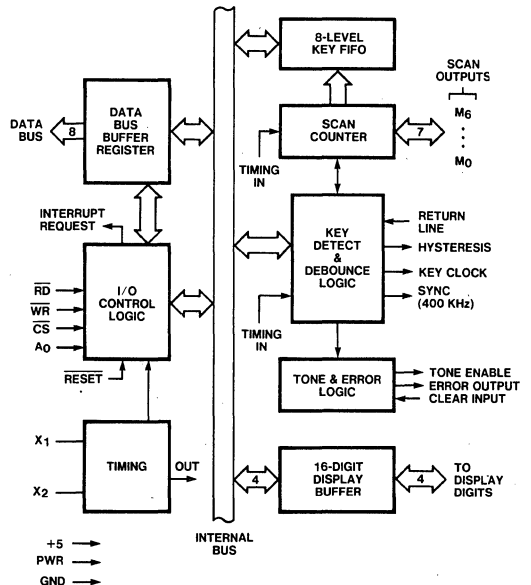 8-LEVEL
KEY FIFO
SCAN
OUTPUTS
DATA
BUS
8
DATA
BUS
BUFFER
REGISTER
SCAN
COUNTER
7
M6
M0
TIMING
IN
INTERRUPT
REQUEST
KEY
DETECT
&
DEBOUNCE
LOGIC
RETURN
LINE
HYSTERESIS
KEY CLOCK
SYNC
(400 KHz)
TIMING
IN
RD
WR
CS
A0
I/O
CONTROL
LOGIC
RESET
TONE & ERROR
LOGIC
TONE ENABLE
ERROR OUTPUT
CLEAR INPUT
X1
X2
TIMING
OUT
4
16-DIGIT
DISPLAY
BUFFER
4
TO
DISPLAY
DIGITS
INTERNAL
BUS
+5
PWR
GND